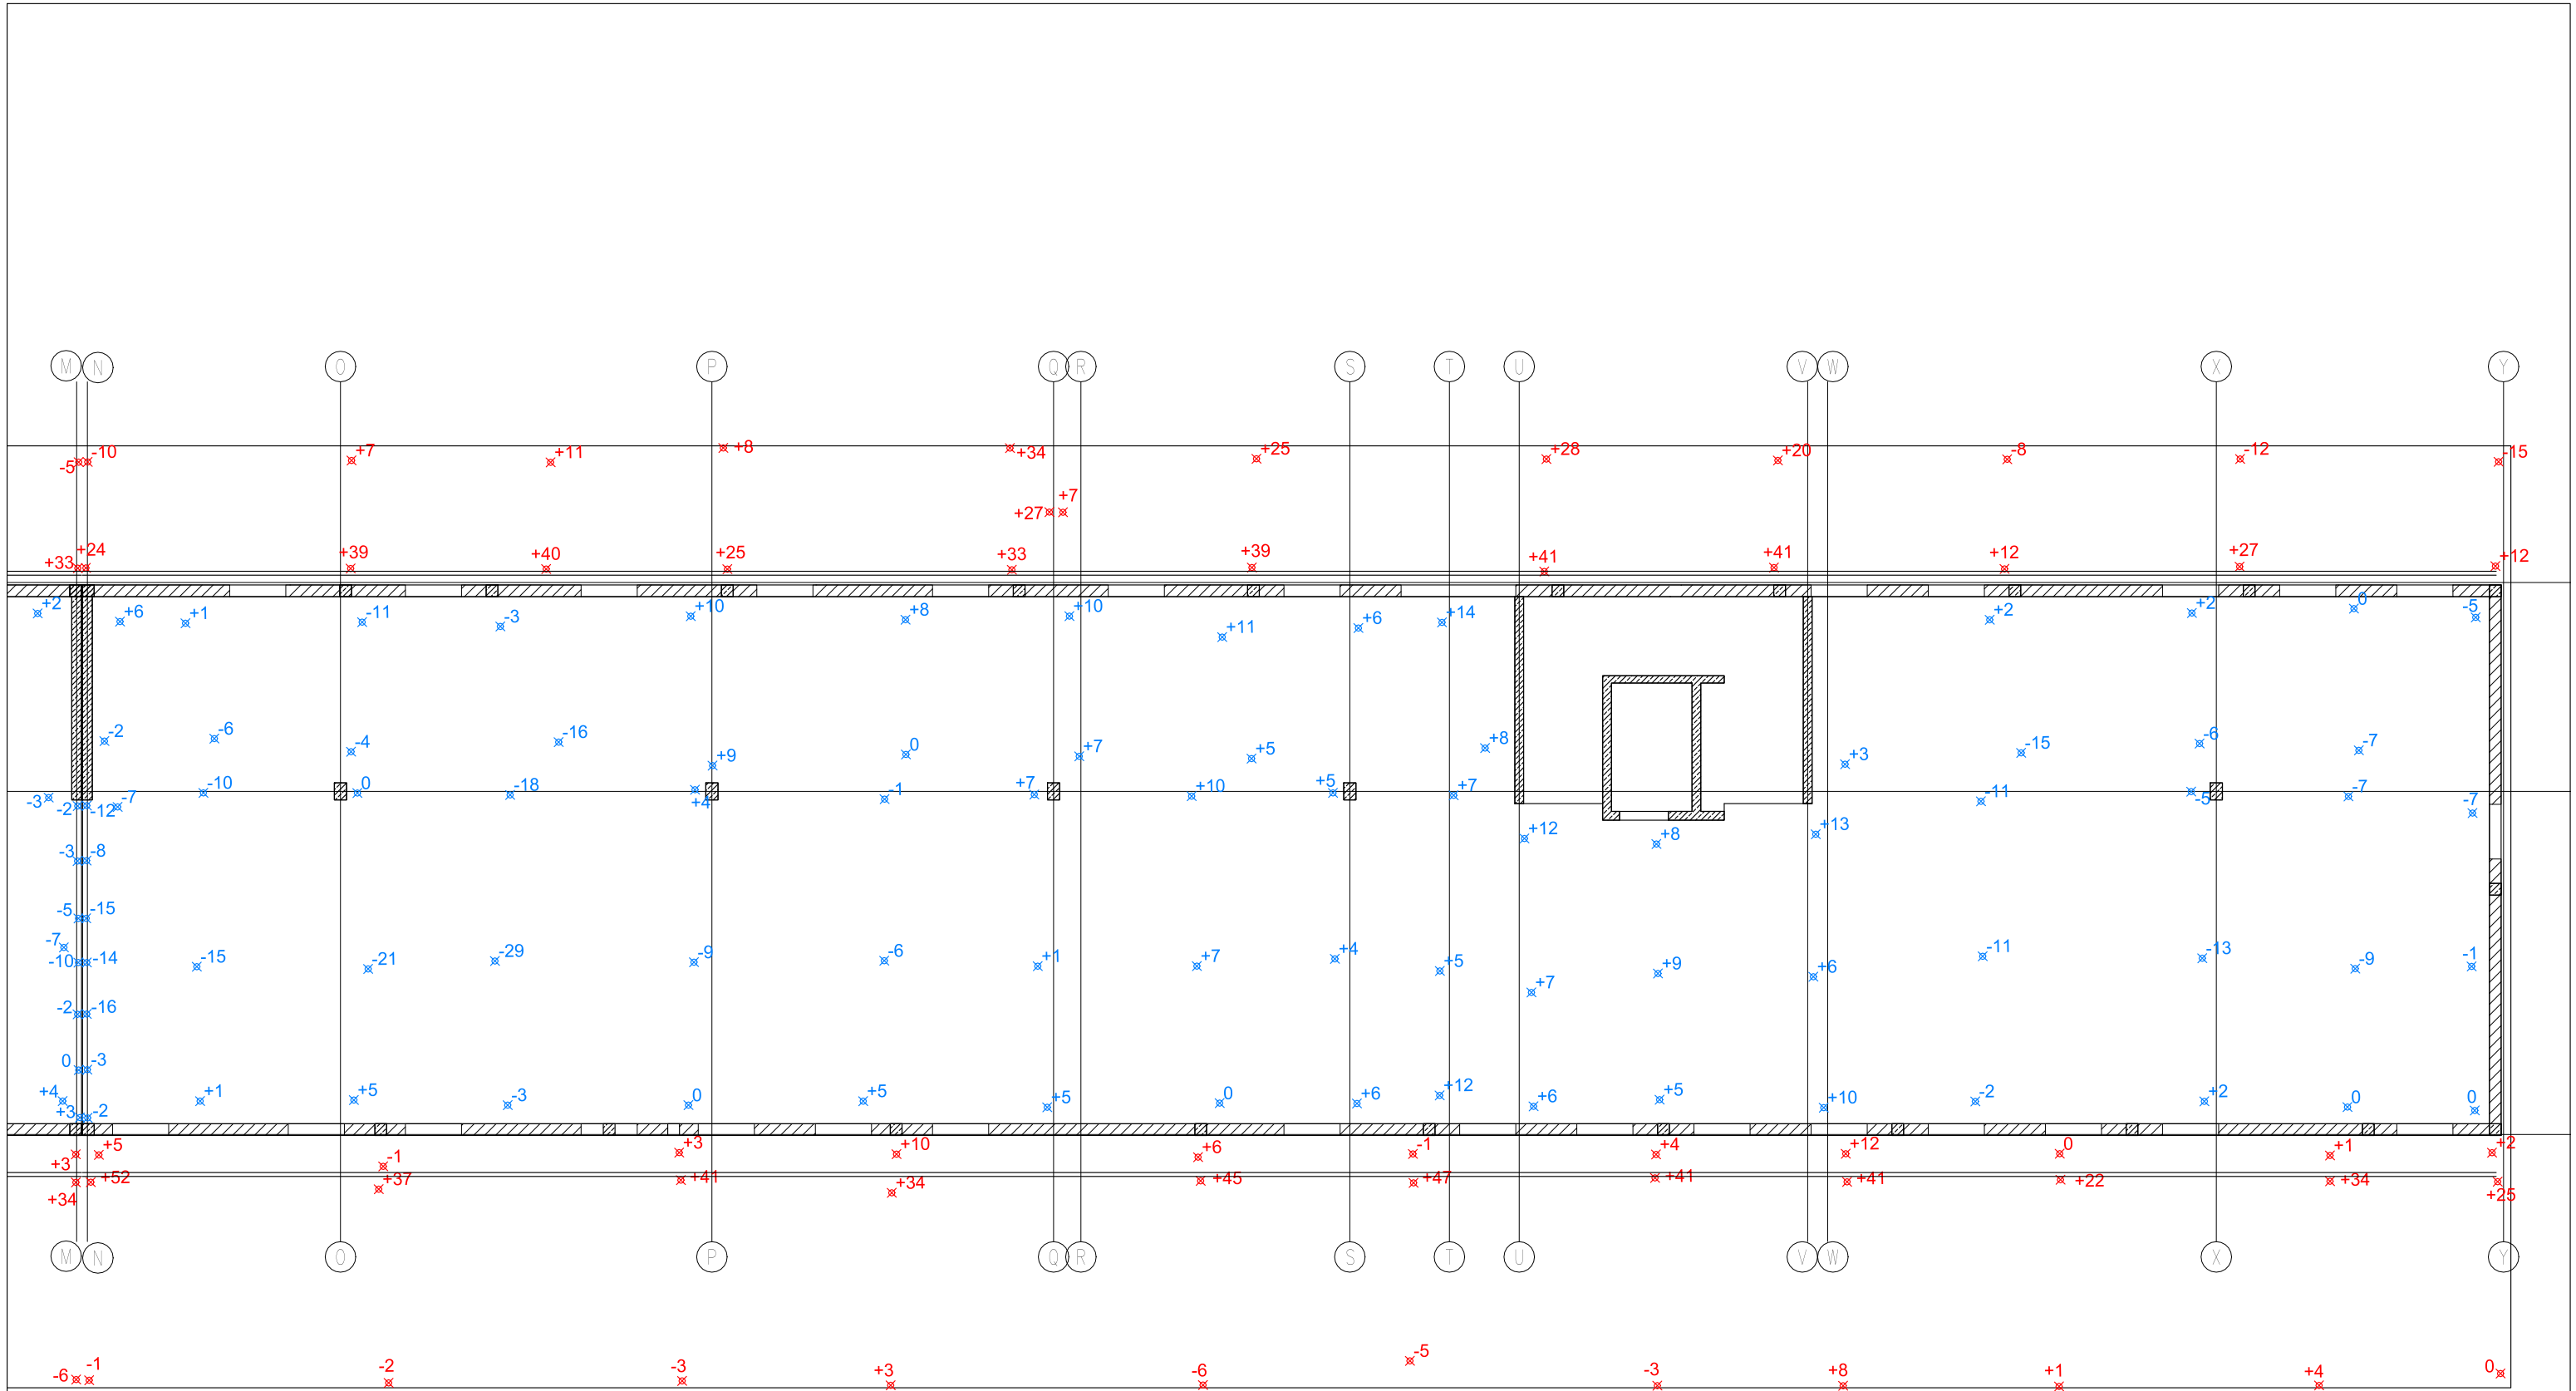 M N O P Q R S T U V W X Y
-5 -10 +7 +11 +8 +34 +25 +28 +20 -8 -12 -15
+27 +7
+33 +24 +39 +40 +25 +33 +39 +41 +41 +12 +27 +12
+2 +6 +1 -11 -3 +10 +8 +10 +11 +6 +14 +2 +2 0 -5
-2 -6 -4 -16 +9 0 +7 +5 +8 +3 -15 -6 -7
-3 -2 -12 -7 -10 0 -18 +4 -1 +7 +10 +5 +7 -11 -5 -7 -7
+12 +8 +13
-3 -8
-5 -15
-7
-10 -14 -15 -21 -29 -9 -6 +1 +7 +4 +5 +7 +9 +6 -11 -13 -9 -1
-2 -16
0 -3
+4 +1 +5 -3 0 +5 +5 0 +6 +12 +6 +5 +10 -2 +2 0 0
+3 -2
+3 +5 -1 +3 +10 +6 -1 +4 +12 0 +1 +2
+34 +52 +37 +41 +34 +45 +47 +41 +41 +22 +34 +25
M N O P Q R S T U V W X Y
-6 -1 -2 -3 +3 -6 -5 -3 +8 +1 +4 0